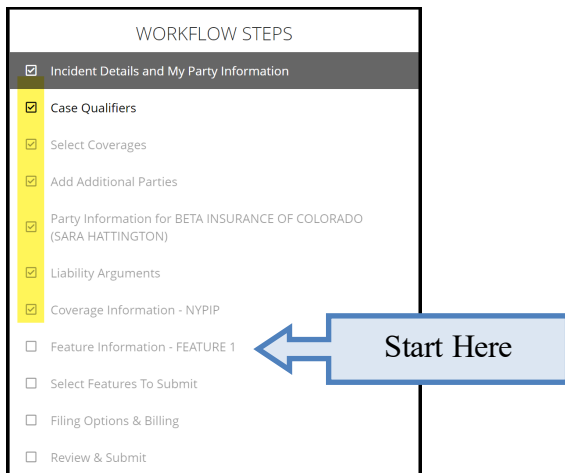 WORKFLOW STEPS
Incident Details and My Party Information
Case Qualifiers
Select Coverages
Add Additional Parties
Party Information for BETA INSURANCE OF COLORADO
(SARA HATTINGTON)
Liability Arguments
Coverage Information - NYPIP
Feature Information - FEATURE 1
Start Here
Select Features To Submit
Filing Options & Billing
Review & Submit